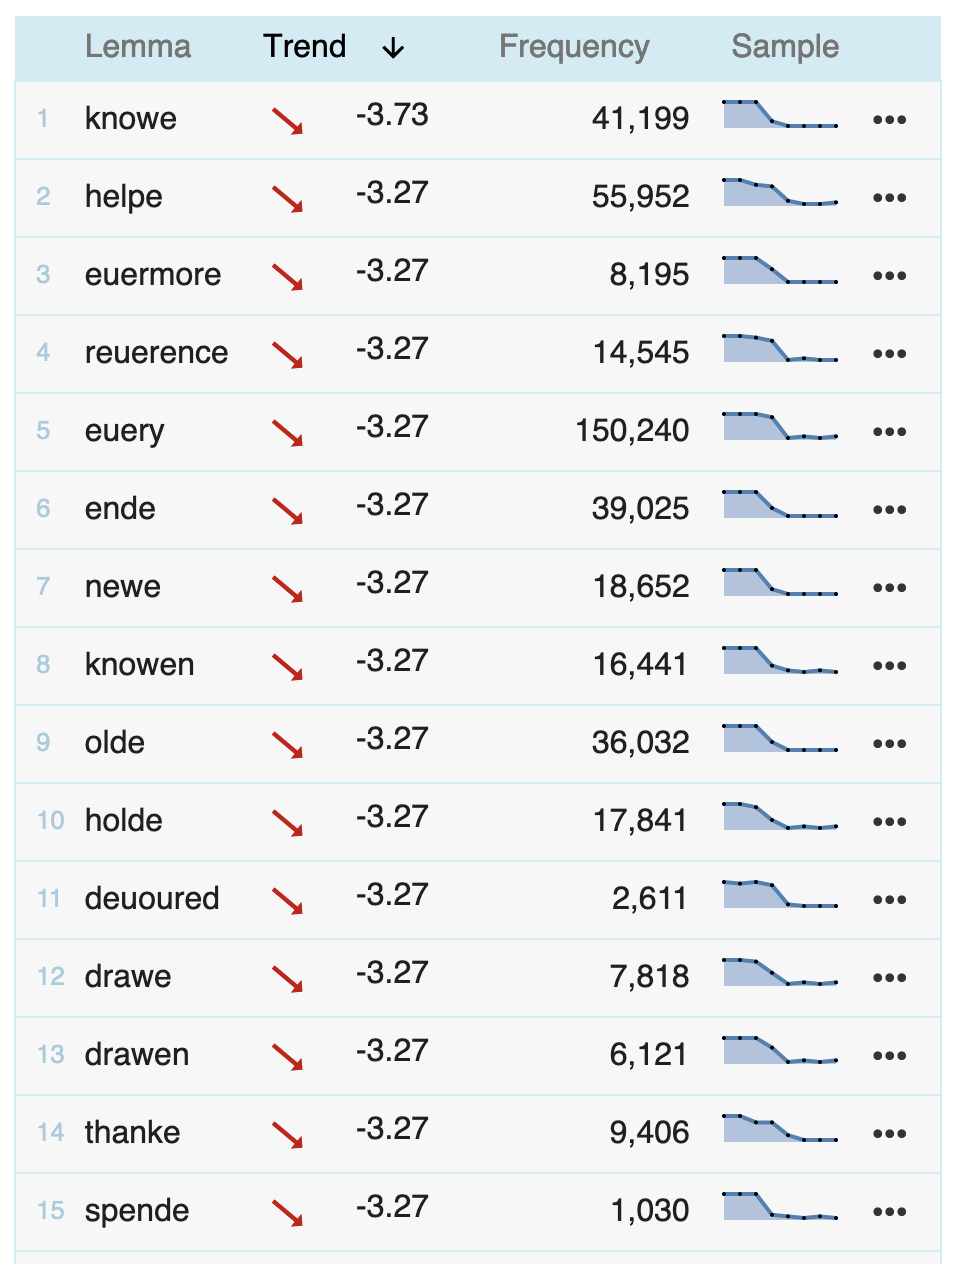 Lemma Trend ↓ Frequency Sample
1 knowe -3.73 41,199 •••
2 helpe -3.27 55,952 •••
3 euermore -3.27 8,195 •••
4 reuerence -3.27 14,545 •••
5 euery -3.27 150,240 •••
6 ende -3.27 39,025 •••
7 newe -3.27 18,652 •••
8 knowen -3.27 16,441 •••
9 olde -3.27 36,032 •••
10 holde -3.27 17,841 •••
11 deuoured -3.27 2,611 •••
12 drawe -3.27 7,818 •••
13 drawen -3.27 6,121 •••
14 thanke -3.27 9,406 •••
15 spende -3.27 1,030 •••